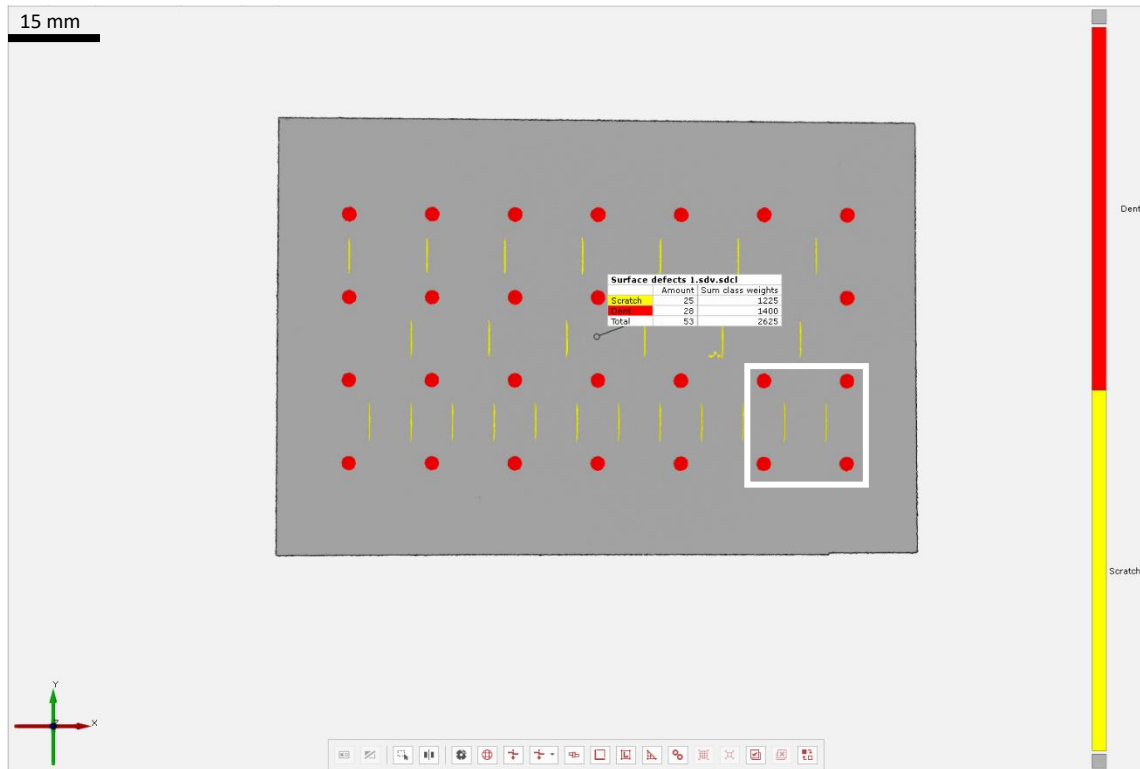 15 mm
Dent
Surface defects 1.sdv.sdcl
Amount Sum class weights
Scratch 25 1225
Dent 28 1400
Total 53 2625
Scratch
Y
Z X